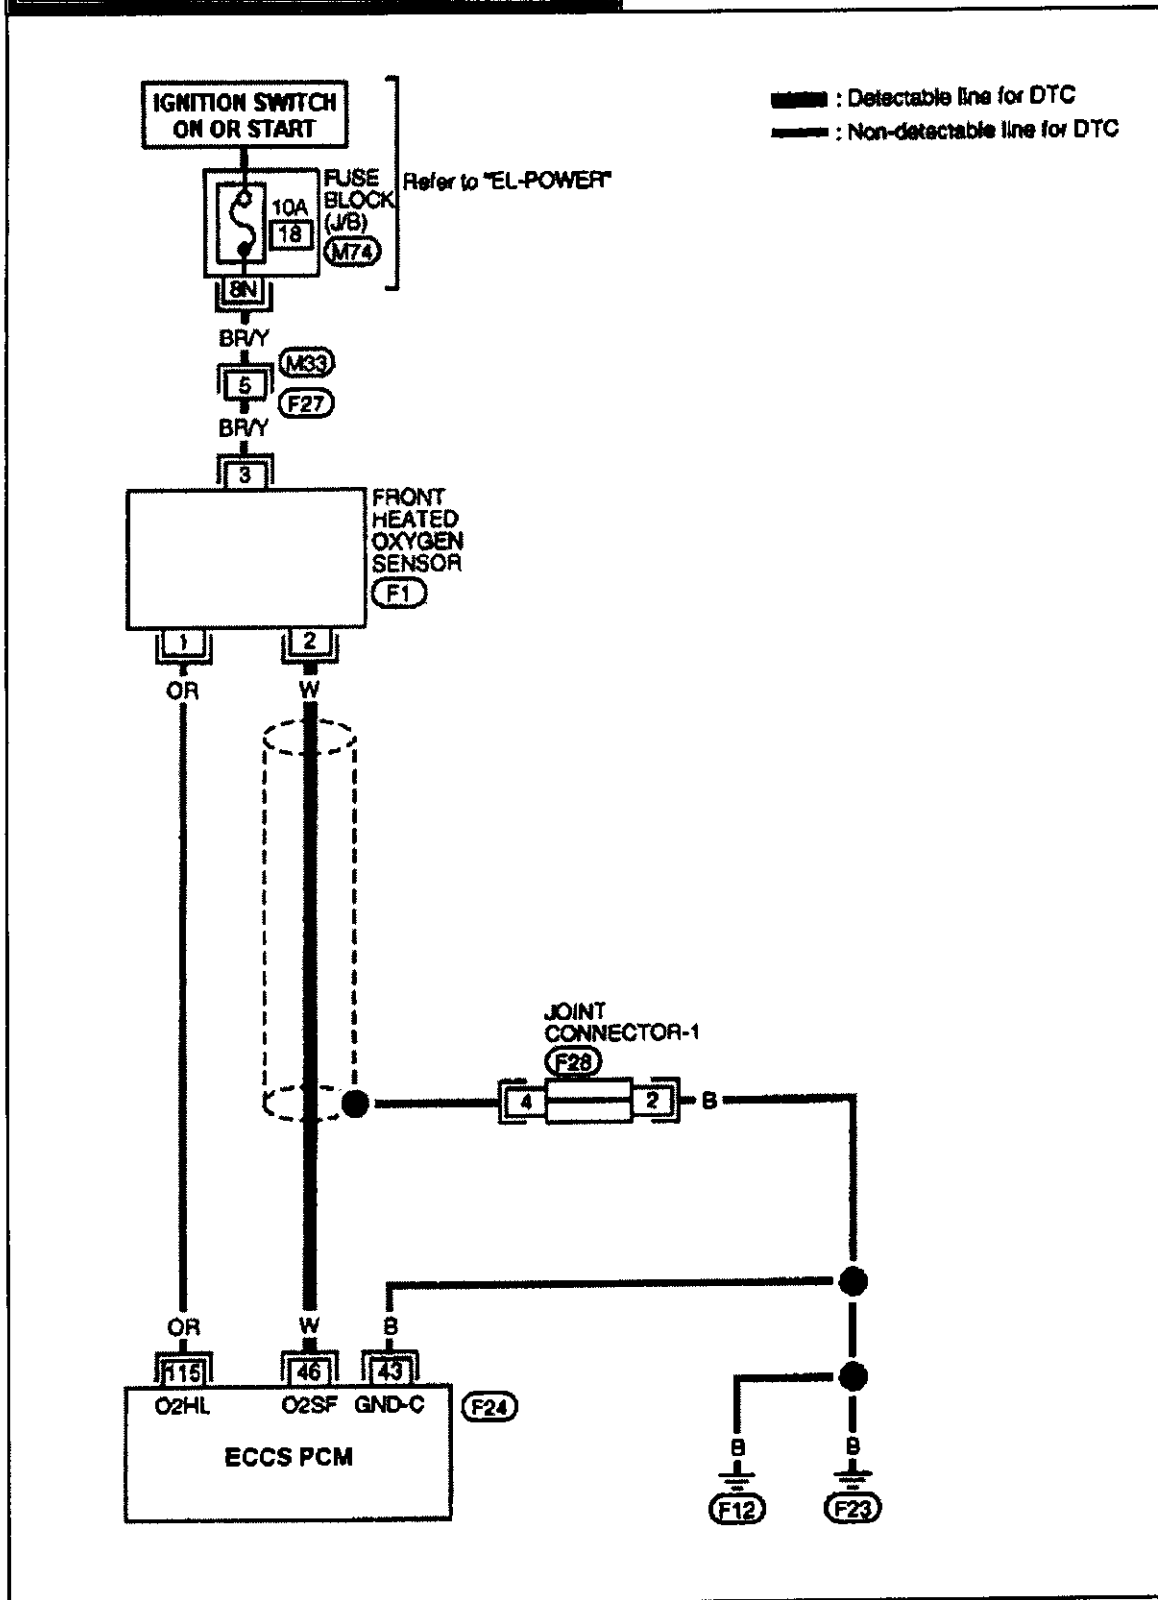 IGNITION SWITCH
ON OR START
: Detectable line for DTC
: Non-detectable line for DTC
FUSE
BLOCK
(J/B)
M74
10A
18
Refer to "EL-POWER"
8N
BR/Y
M33
5
F27
BR/Y
3
FRONT
HEATED
OXYGEN
SENSOR
F1
1
2
OR
W
JOINT
CONNECTOR-1
F28
4
2
B
OR
W
B
115
46
43
O2HL
O2SF
GND-C
F24
ECCS PCM
B
B
F12
F23